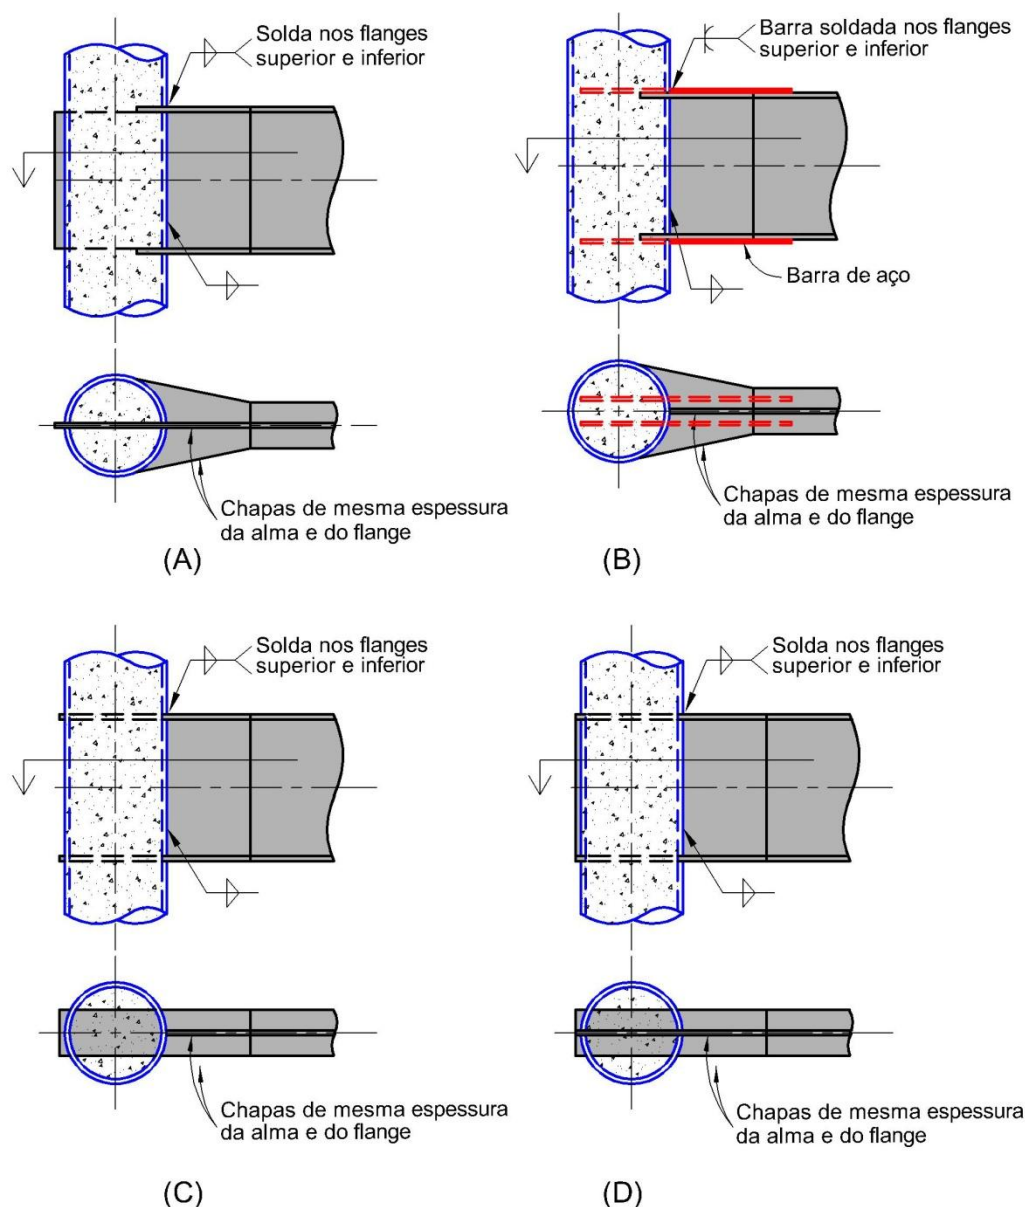 Solda nos flanges
superior e inferior
Chapas de mesma espessura
da alma e do flange
(A)
Barra soldada nos flanges
superior e inferior
Barra de aço
Chapas de mesma espessura
da alma e do flange
(B)
Solda nos flanges
superior e inferior
Chapas de mesma espessura
da alma e do flange
(C)
Solda nos flanges
superior e inferior
Chapas de mesma espessura
da alma e do flange
(D)